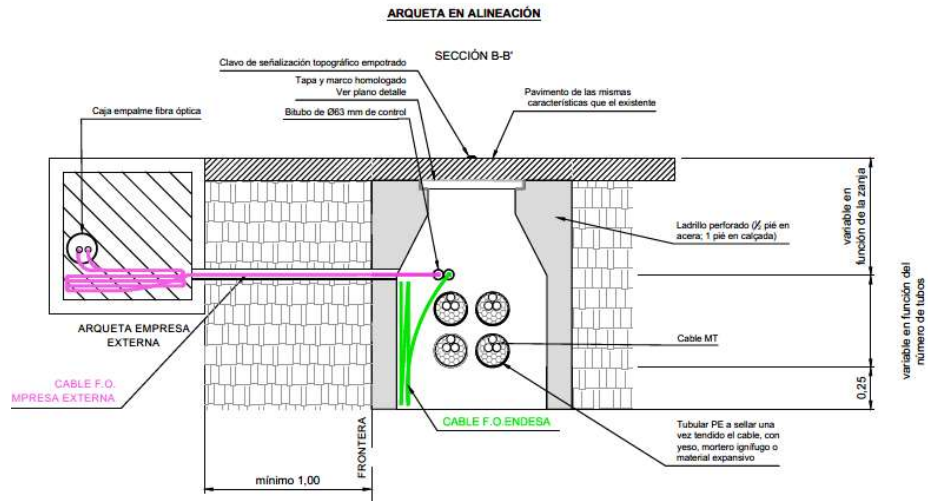 ARQUETA EN ALINEACIÓN
SECCIÓN B-B'
Clavo de señalización topográfico empotrado
Tapa y marco homologado
Ver plano detalle
Bitubo de Ø63 mm de control
Pavimento de las mismas
características que el existente
Caja empalme fibra óptica
Ladrillo perforado (½ pié en
acera; 1 pié en calçada)
variable en
función de la zanja
ARQUETA EMPRESA
EXTERNA
Cable MT
variable en función del
número de tubos
CABLE F.O.
MPRESA EXTERNA
0,25
CABLE F.O ENDESA
FRONTERA
Tubular PE a sellar una
vez tendido el cable, con
yeso, mortero ignífugo o
material expansivo
mínimo 1,00